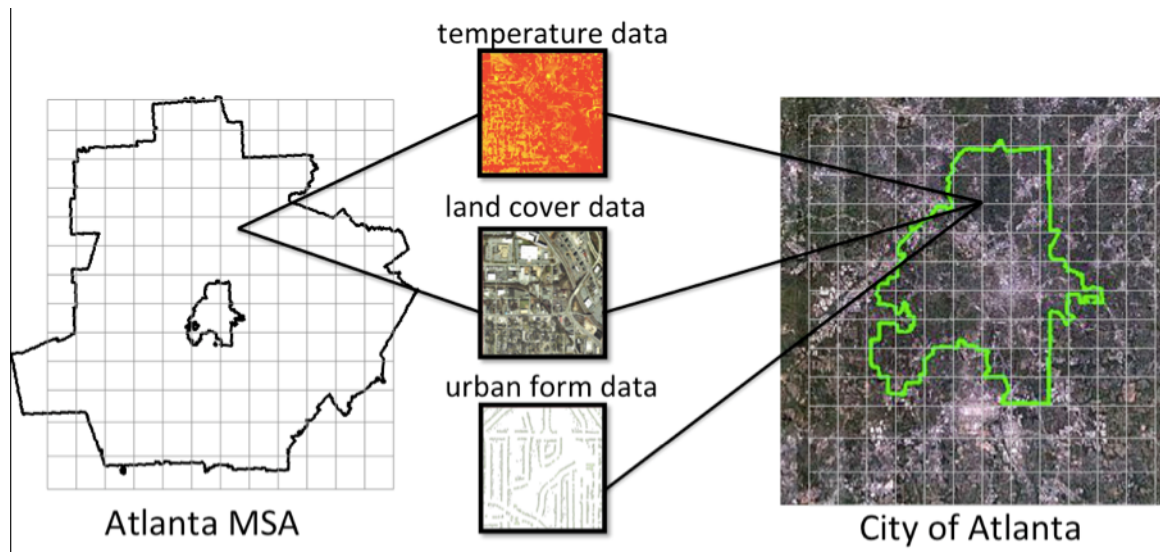 temperature data
land cover data
urban form data
Atlanta MSA
City of Atlanta